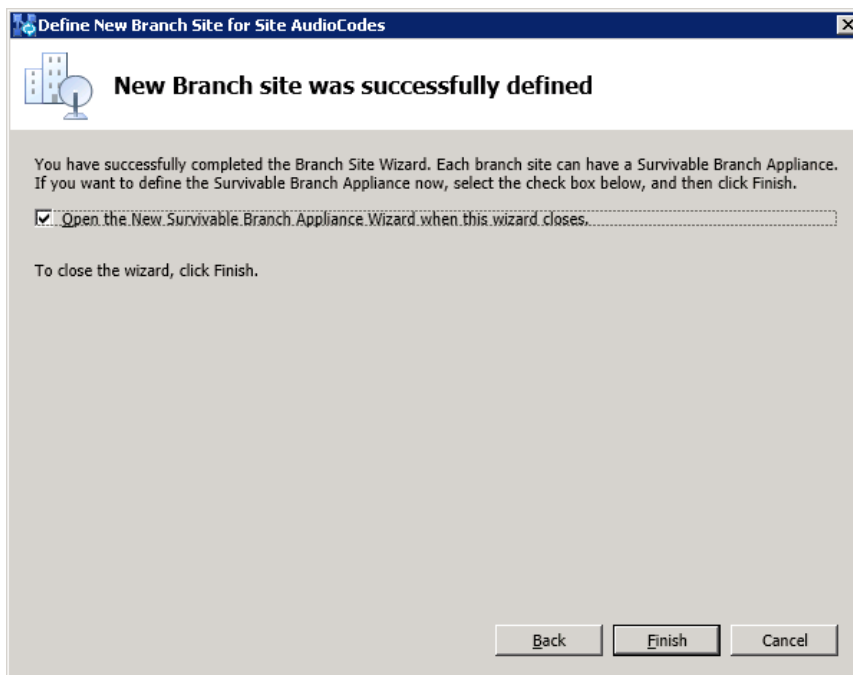 Define New Branch Site for Site AudioCodes
New Branch site was successfully defined
You have successfully completed the Branch Site Wizard. Each branch site can have a Survivable Branch Appliance.
If you want to define the Survivable Branch Appliance now, select the check box below, and then click Finish.
Open the New Survivable Branch Appliance Wizard when this wizard closes.
To close the wizard, click Finish.
Back Finish Cancel